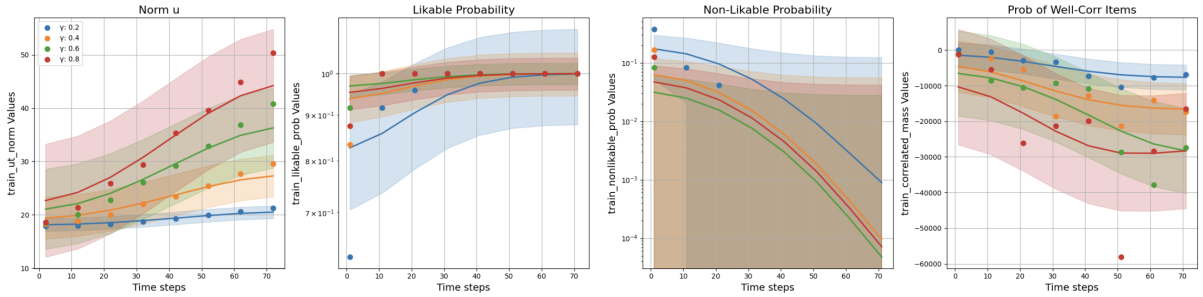 Norm u
train_ut_norm Values
50
40
30
20
10
γ: 0.2
γ: 0.4
γ: 0.6
γ: 0.8
0 10 20 30 40 50 60 70
Time steps
Likable Probability
train_likable_prob Values
10⁰
9 × 10⁻¹
8 × 10⁻¹
7 × 10⁻¹
0 10 20 30 40 50 60 70
Time steps
Non-Likable Probability
train_nonlikable_prob Values
10⁻¹
10⁻²
10⁻³
10⁻⁴
0 10 20 30 40 50 60 70
Time steps
Prob of Well-Corr Items
train_correlated_mass Values
0
−10000
−20000
−30000
−40000
−50000
−60000
0 10 20 30 40 50 60 70
Time steps